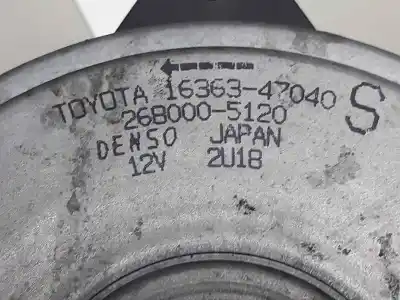 TOYOTA 16363-47040 S
268000-5120
DENSO JAPAN
12V 2U18